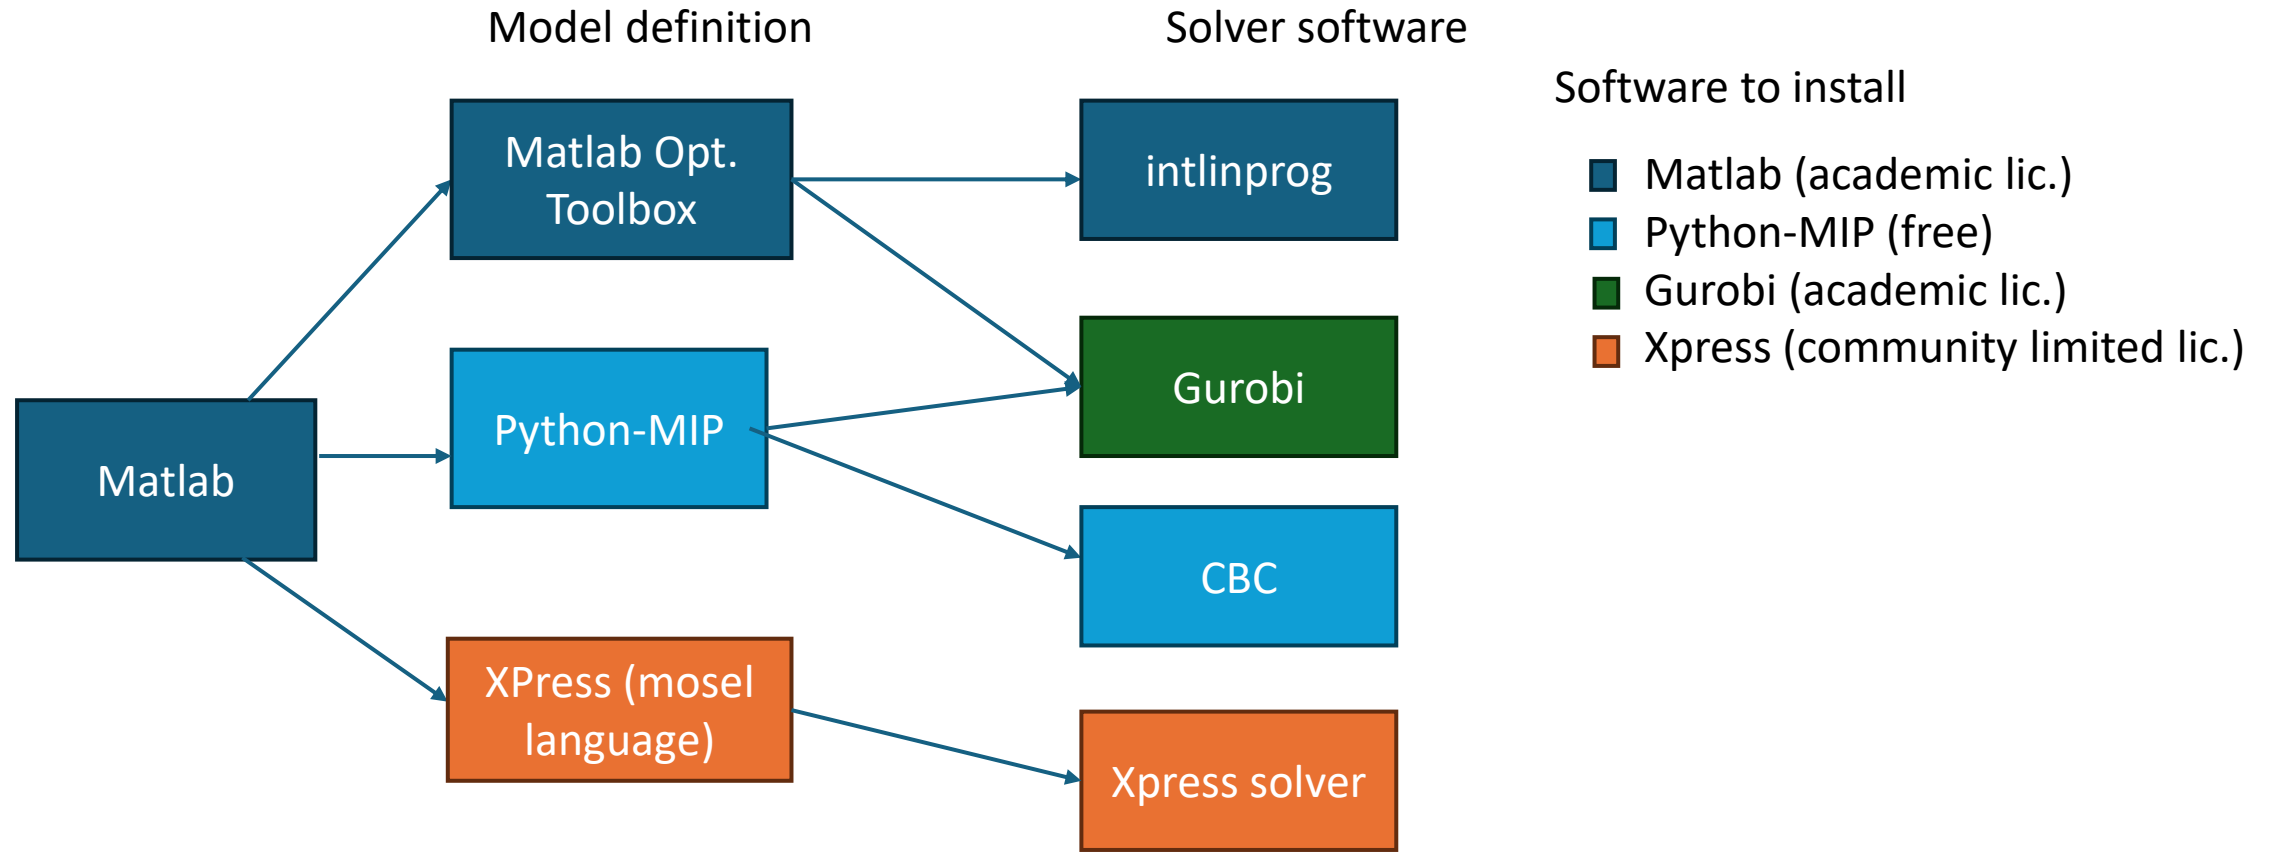 Model definition
Solver software
Software to install
Matlab Opt.
Toolbox
intlinprog
Matlab (academic lic.)
Python-MIP (free)
Gurobi (academic lic.)
Xpress (community limited lic.)
Python-MIP
Gurobi
Matlab
CBC
XPress (mosel
language)
Xpress solver